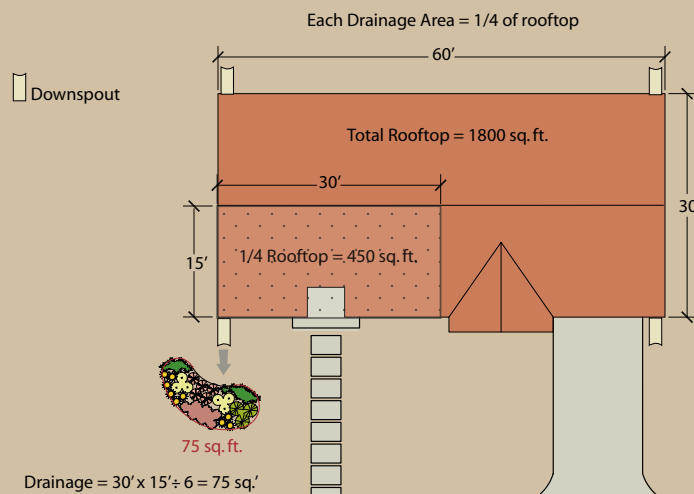 Each Drainage Area = 1/4 of rooftop
60’
Downspout
Total Rooftop = 1800 sq. ft.
30’
30
15’
1/4 Rooftop = 450 sq. ft.
75 sq. ft.
Drainage = 30’ x 15’ ÷ 6 = 75 sq.’